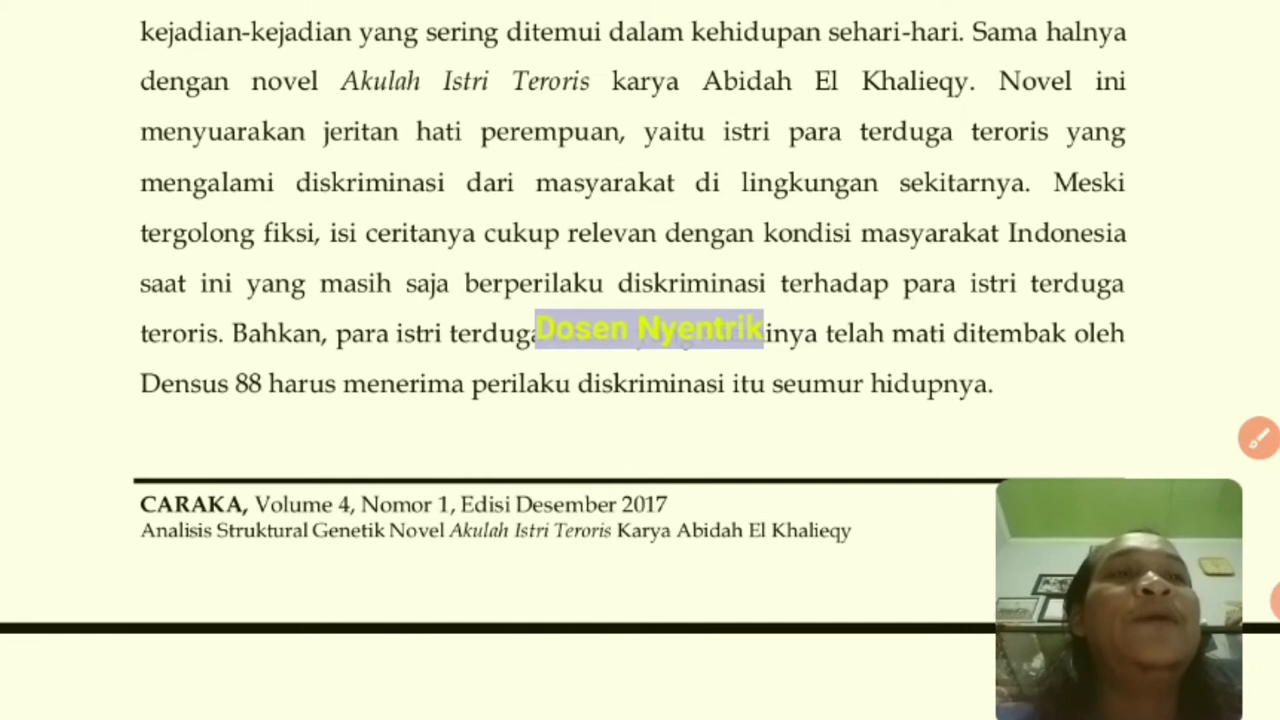 kejadian-kejadian yang sering ditemui dalam kehidupan sehari-hari. Sama halnya
dengan novel Akulah Istri Teroris karya Abidah El Khalieqy. Novel ini
menyuarakan jeritan hati perempuan, yaitu istri para terduga teroris yang
mengalami diskriminasi dari masyarakat di lingkungan sekitarnya. Meski
tergolong fiksi, isi ceritanya cukup relevan dengan kondisi masyarakat Indonesia
saat ini yang masih saja berperilaku diskriminasi terhadap para istri terduga
teroris. Bahkan, para istri terduga Dosen Nyentrik inya telah mati ditembak oleh
Densus 88 harus menerima perilaku diskriminasi itu seumur hidupnya.
CARAKA, Volume 4, Nomor 1, Edisi Desember 2017
Analisis Struktural Genetik Novel Akulah Istri Teroris Karya Abidah El Khalieqy